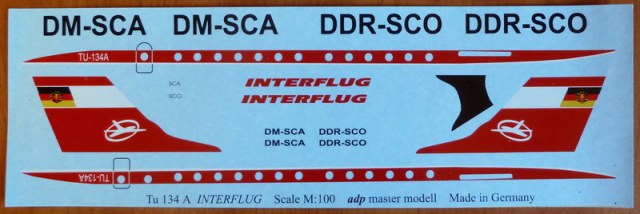 DM-SCA DM-SCA DDR-SCO DDR-SCO
TU-134A
SCA
SCO
INTERFLUG
INTERFLUG
DM-SCA DDR-SCO
DM-SCA DDR-SCO
TU-134A
Tu 134 A INTERFLUG Scale M:100 adp master modell Made in Germany